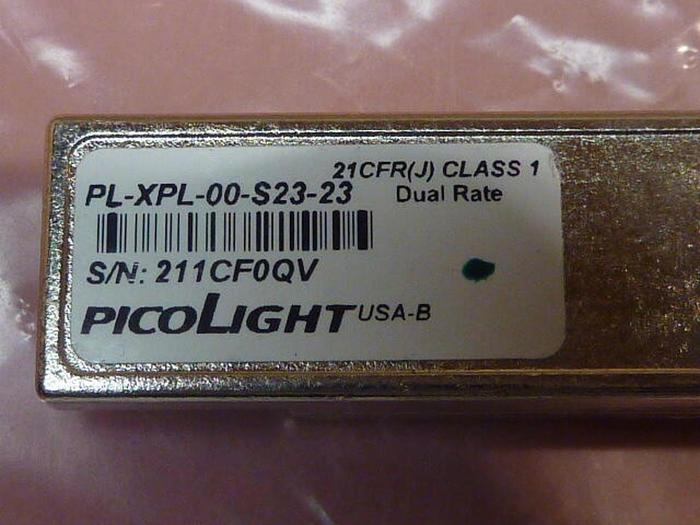 21CFR(J) CLASS 1
PL-XPL-00-S23-23 Dual Rate
S/N: 211CF0QV
PICOLIGHT USA-B